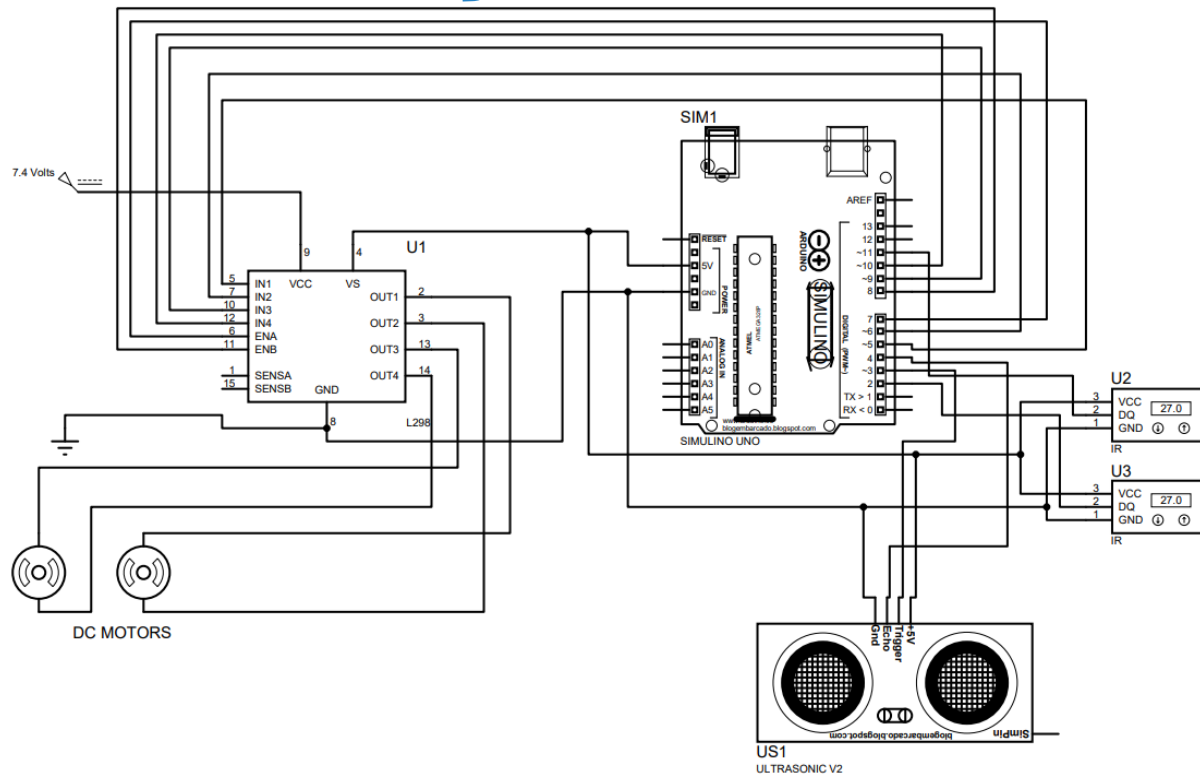 SIM1
7.4 Volts
AREF
13
12
~11
~10
~9
8
7
~6
~5
4
~3
2
TX > 1
RX < 0
RESET
5V
GND
POWER
A0
A1
A2
A3
A4
A5
ANALOG IN
ARDUINO
SIMULINO
DIGITAL (PWM~)
ATMEL
ATMEGA328P
blogembarcado.blogspot.com
SIMULINO UNO
U1
9
4
VCC
VS
5
IN1
7
IN2
10
IN3
12
IN4
6
ENA
11
ENB
1
SENSA
15
SENSB
OUT1
2
OUT2
3
OUT3
13
OUT4
14
GND
8
L298
DC MOTORS
U2
3
VCC
2
DQ
1
GND
27.0
IR
U3
3
VCC
2
DQ
1
GND
27.0
IR
Gnd
Echo
Trigger
+5V
blogembarcado.blogspot.com
SimPin
US1
ULTRASONIC V2